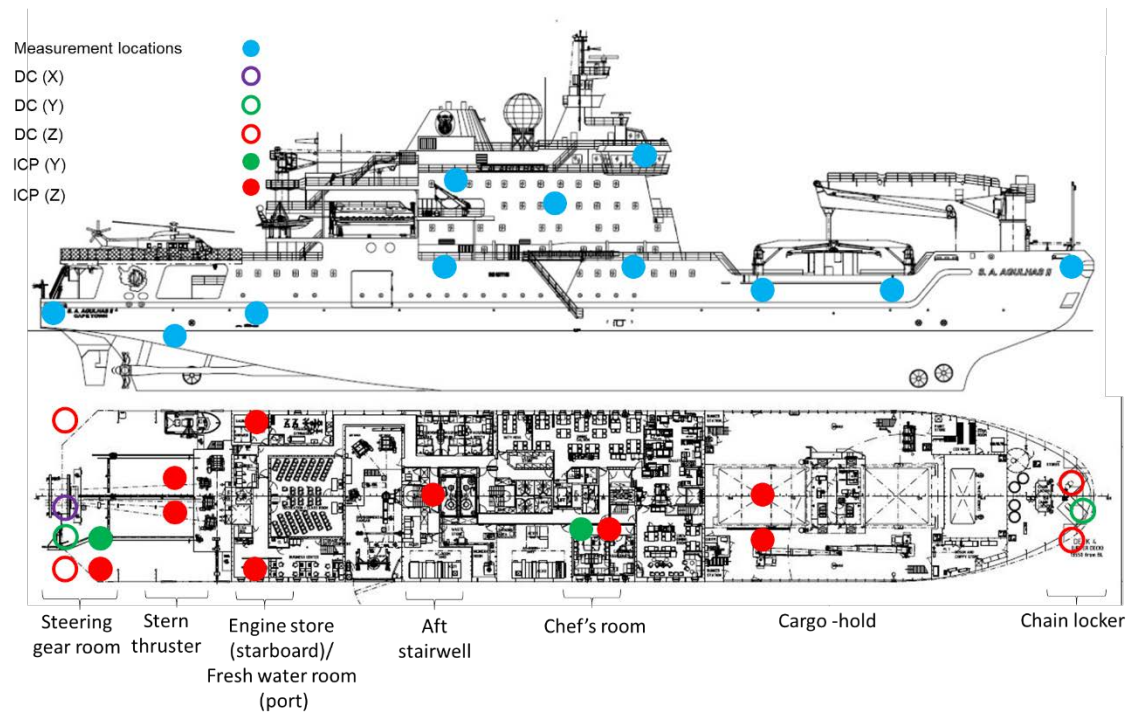 Measurement locations
DC (X)
DC (Y)
DC (Z)
ICP (Y)
ICP (Z)
S. A. AGULHAS II
S. A. AGULHAS II
CAPE TOWN
Steering
gear room
Stern
thruster
Engine store
(starboard)/
Fresh water room
(port)
Aft
stairwell
Chef's room
Cargo -hold
Chain locker